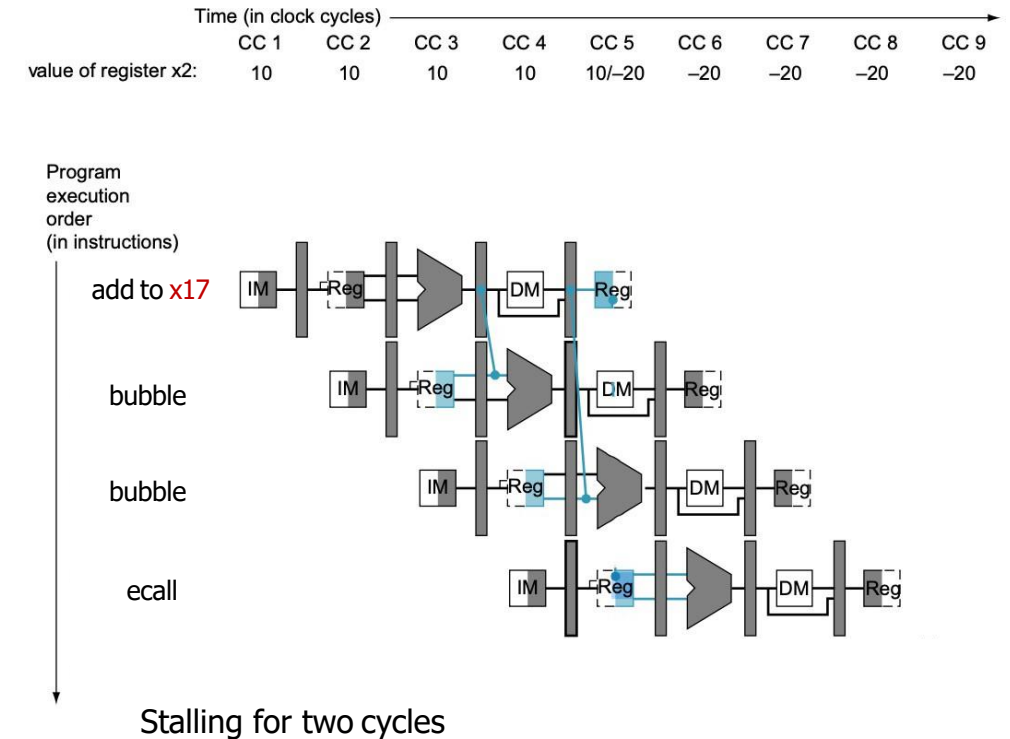 Time (in clock cycles)
CC 1 CC 2 CC 3 CC 4 CC 5 CC 6 CC 7 CC 8 CC 9
value of register x2: 10 10 10 10 10/–20 –20 –20 –20 –20
Program
execution
order
(in instructions)
add to x17 IM Reg DM Reg
bubble IM Reg DM Reg
bubble IM Reg DM Reg
ecall IM Reg DM Reg
Stalling for two cycles